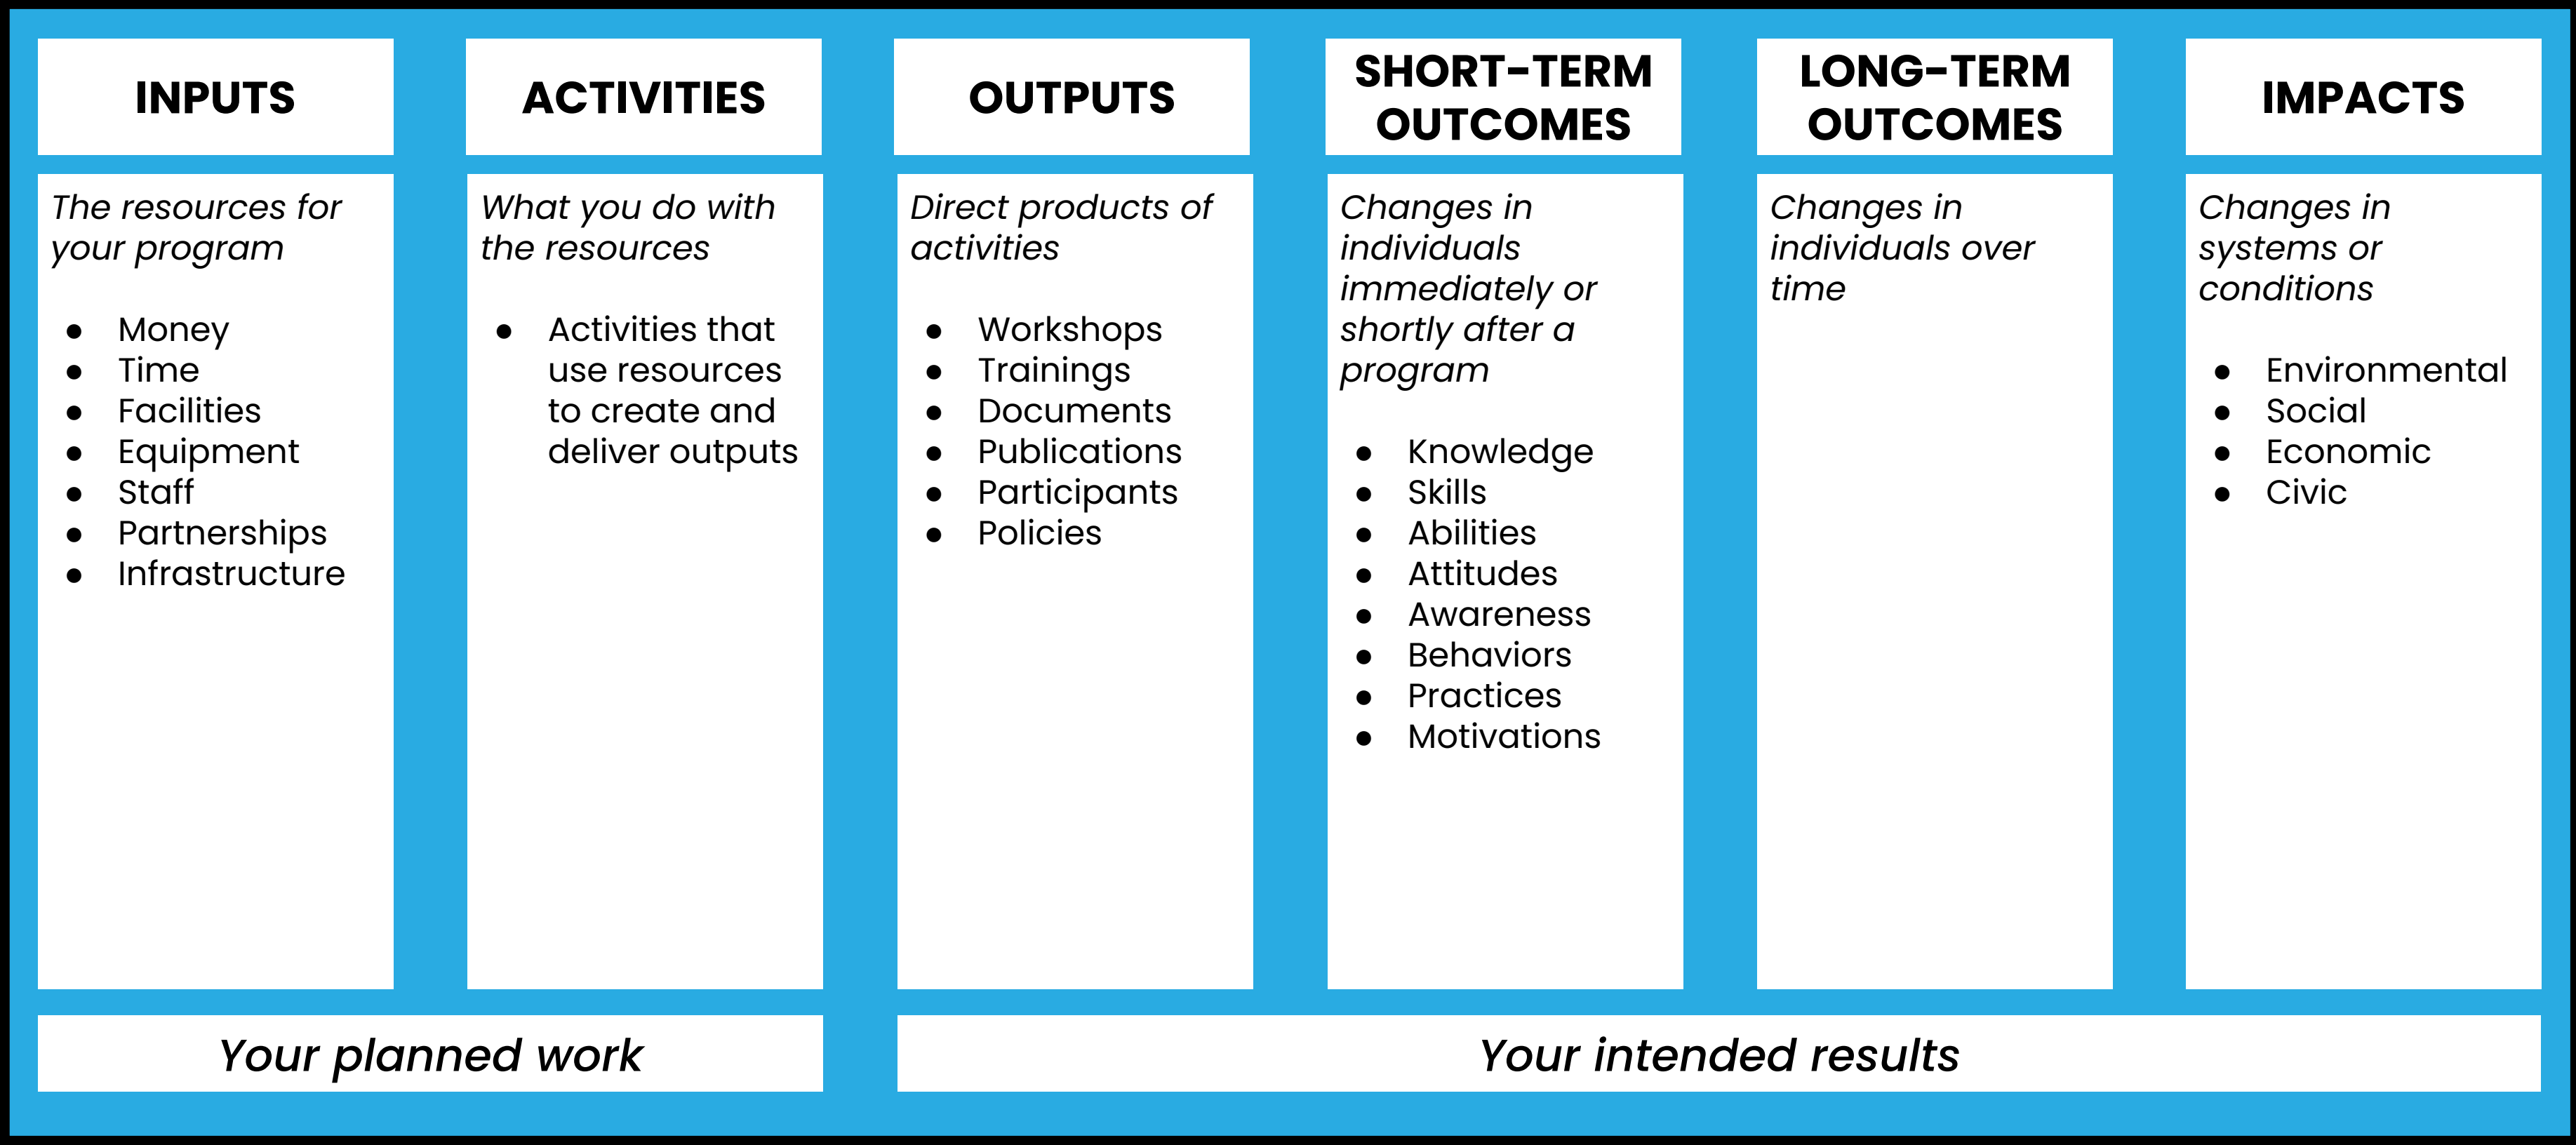 INPUTS
The resources for
your program
● Money
● Time
● Facilities
● Equipment
● Staff
● Partnerships
● Infrastructure
ACTIVITIES
What you do with
the resources
● Activities that
use resources
to create and
deliver outputs
OUTPUTS
Direct products of
activities
● Workshops
● Trainings
● Documents
● Publications
● Participants
● Policies
SHORT-TERM
OUTCOMES
Changes in
individuals
immediately or
shortly after a
program
● Knowledge
● Skills
● Abilities
● Attitudes
● Awareness
● Behaviors
● Practices
● Motivations
LONG-TERM
OUTCOMES
Changes in
individuals over
time
IMPACTS
Changes in
systems or
conditions
● Environmental
● Social
● Economic
● Civic
Your planned work
Your intended results